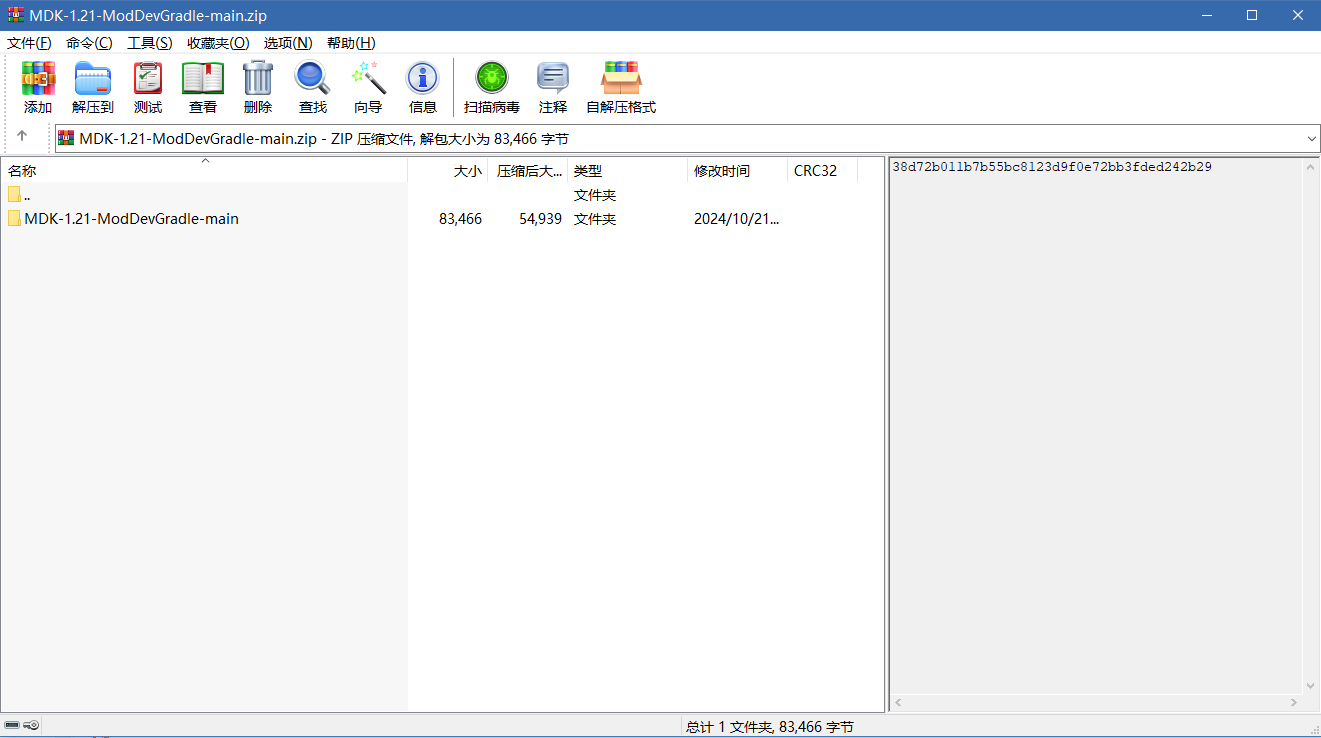 MDK-1.21-ModDevGradle-main.zip
文件(F) 命令(C) 工具(S) 收藏夹(O) 选项(N) 帮助(H)
添加 解压到 测试 查看 删除 查找 向导 信息 扫描病毒 注释 自解压格式
MDK-1.21-ModDevGradle-main.zip - ZIP 压缩文件, 解包大小为 83,466 字节
名称 大小 压缩后大... 类型 修改时间 CRC32
.. 文件夹
MDK-1.21-ModDevGradle-main 83,466 54,939 文件夹 2024/10/21...
38d72b011b7b55bc8123d9f0e72bb3fded242b29
总计 1 文件夹, 83,466 字节